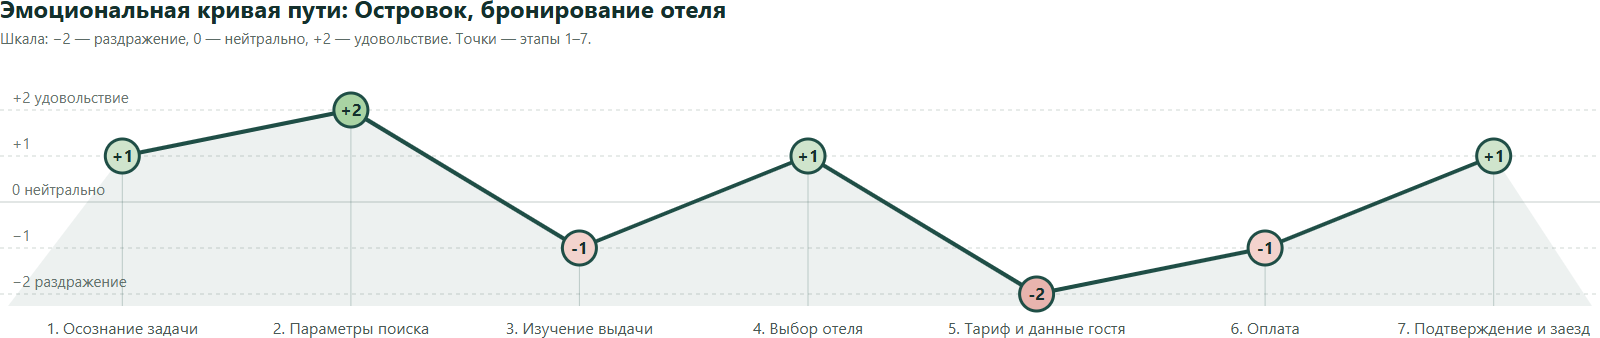 Эмоциональная кривая пути: Островок, бронирование отеля
Шкала: −2 — раздражение, 0 — нейтрально, +2 — удовольствие. Точки — этапы 1–7.
+2 удовольствие
+1
0 нейтрально
−1
−2 раздражение
+1
+2
-1
+1
-2
-1
+1
1. Осознание задачи
2. Параметры поиска
3. Изучение выдачи
4. Выбор отеля
5. Тариф и данные гостя
6. Оплата
7. Подтверждение и заезд